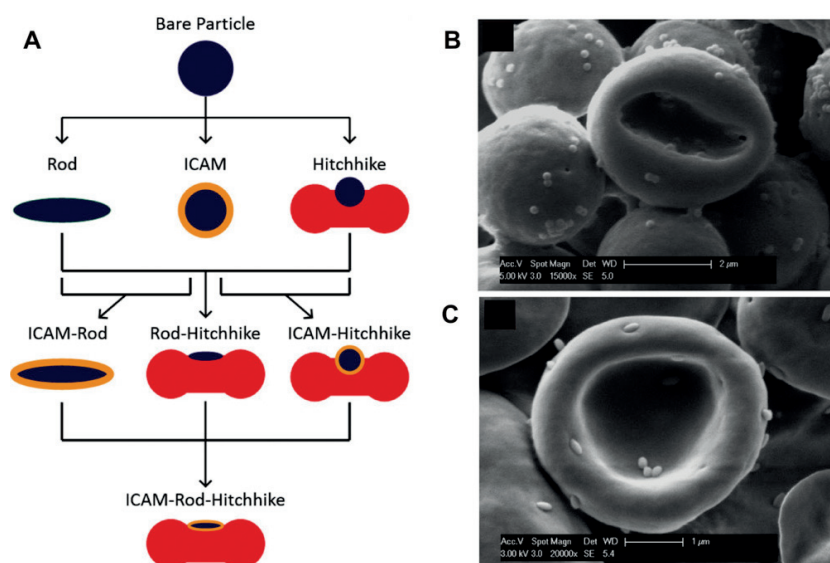 A
Bare Particle
Rod
ICAM
Hitchhike
ICAM-Rod
Rod-Hitchhike
ICAM-Hitchhike
ICAM-Rod-Hitchhike
B
Acc.V Spot Magn Det WD 2 µm
5.00 kV 3.0 15000x SE 5.0
C
Acc.V Spot Magn Det WD 1 µm
3.00 kV 3.0 20000x SE 5.4